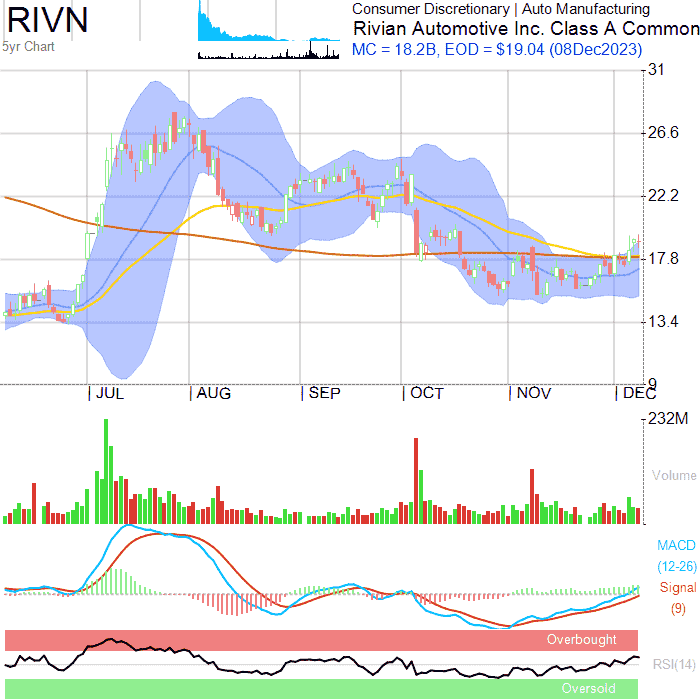 RIVN
5yr Chart
Consumer Discretionary | Auto Manufacturing
Rivian Automotive Inc. Class A Common
MC = 18.2B, EOD = $19.04 (08Dec2023)
31
26.6
22.2
17.8
13.4
9
JUL AUG SEP OCT NOV DEC
232M
Volume
MACD
(12-26)
Signal
(9)
Overbought
RSI(14)
Oversold